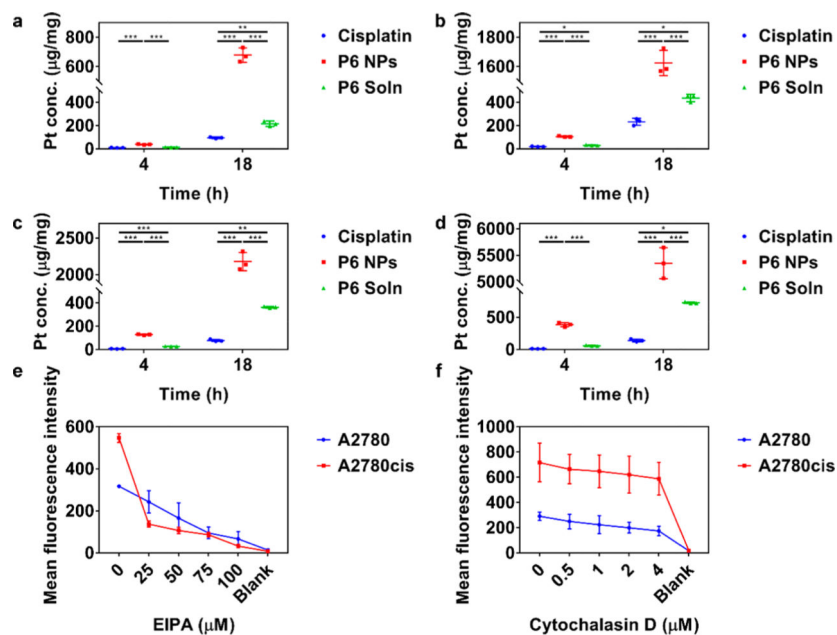 a
Pt conc. (μg/mg)
800
600
400
200
0
*** ***
**
*** ***
4
18
Time (h)
Cisplatin
P6 NPs
P6 Soln
b
Pt conc. (μg/mg)
1800
1600
400
200
0
*
*** ***
*
*** ***
4
18
Time (h)
Cisplatin
P6 NPs
P6 Soln
c
Pt conc. (μg/mg)
2500
2000
400
200
0
***
*** ***
**
*** ***
4
18
Time (h)
Cisplatin
P6 NPs
P6 Soln
d
Pt conc. (μg/mg)
5750
5500
5250
5000
500
0
*** ***
*
*** ***
4
18
Time (h)
Cisplatin
P6 NPs
P6 Soln
e
Mean fluorescence intensity
600
400
200
0
0
25
50
75
100
Blank
EIPA (μM)
A2780
A2780cis
f
Mean fluorescence intensity
1000
800
600
400
200
0
0
0.5
1
2
4
Blank
Cytochalasin D (μM)
A2780
A2780cis